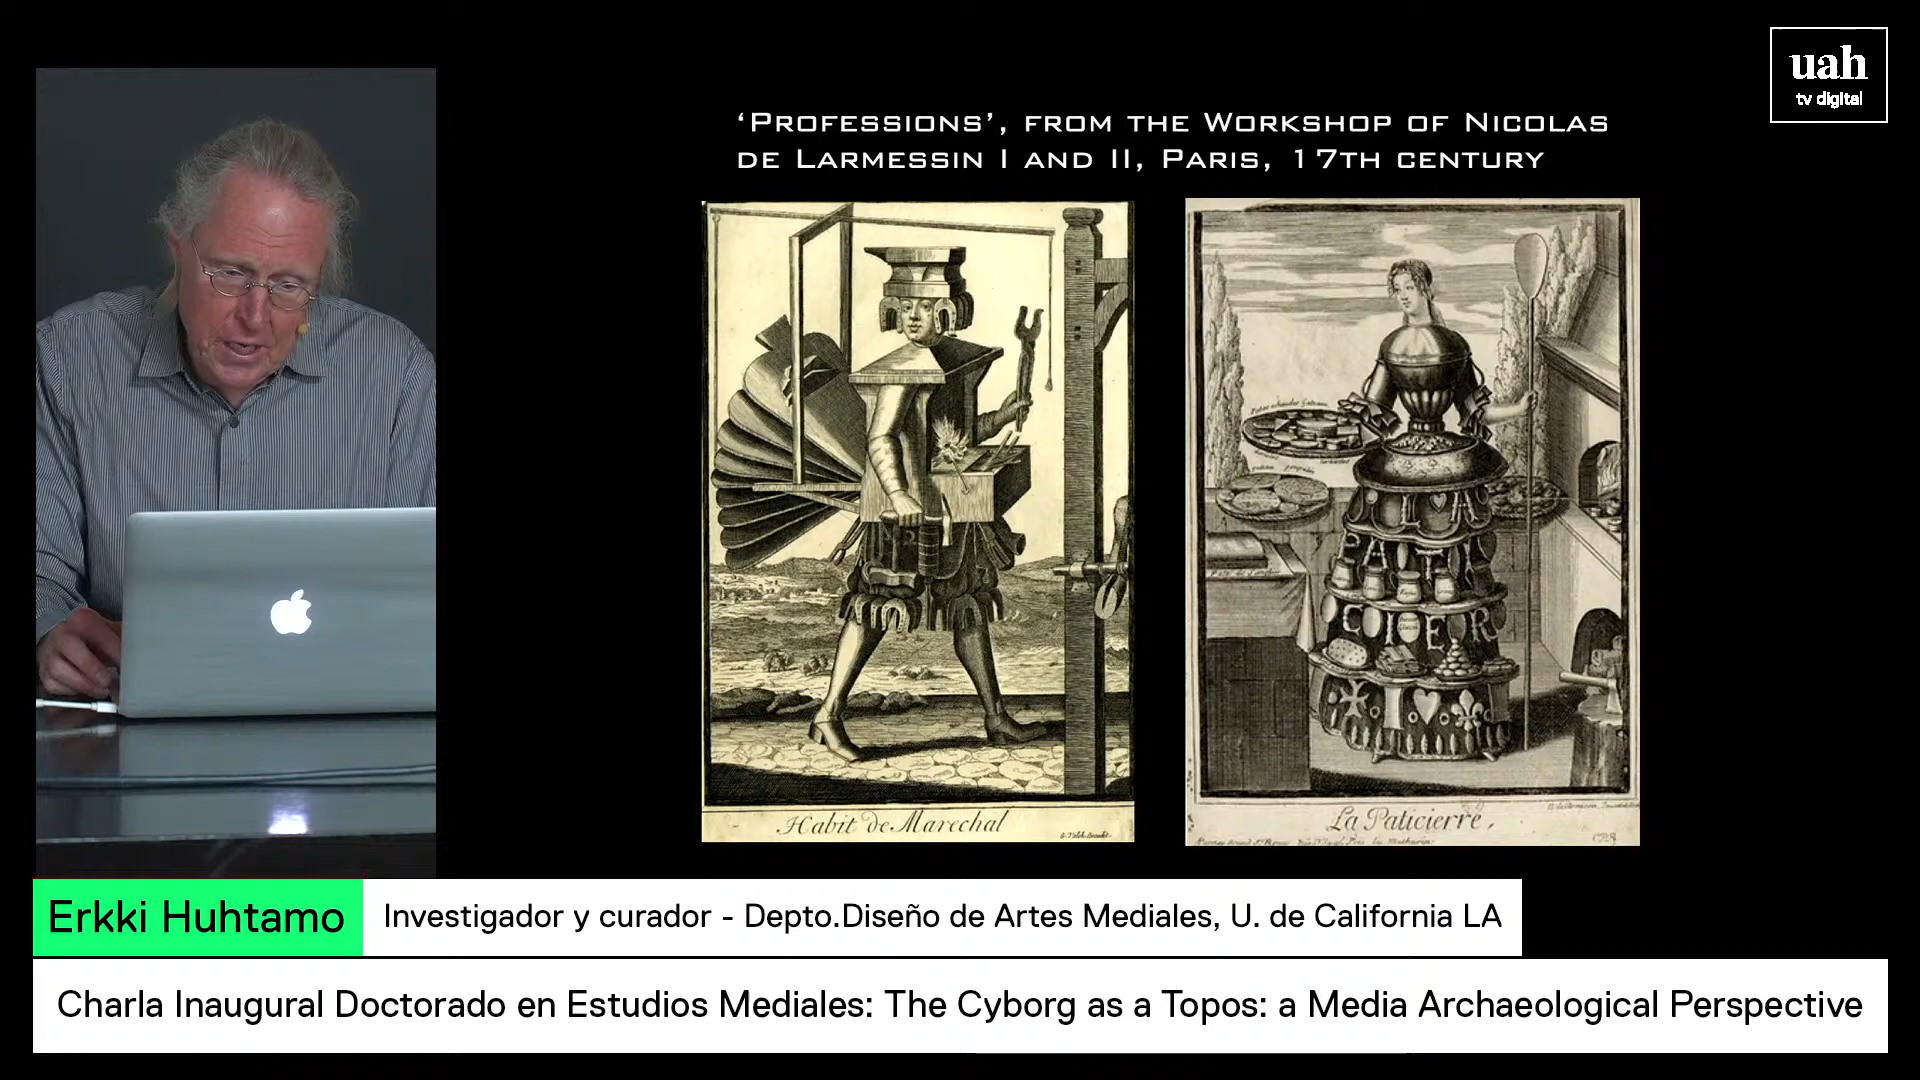 uah
tv digital
‘Professions’, from the Workshop of Nicolas
de Larmessin I and II, Paris, 17th century
Habit de Marechal
La Paticierre,
Erkki Huhtamo
Investigador y curador - Depto.Diseño de Artes Mediales, U. de California LA
Charla Inaugural Doctorado en Estudios Mediales: The Cyborg as a Topos: a Media Archaeological Perspective